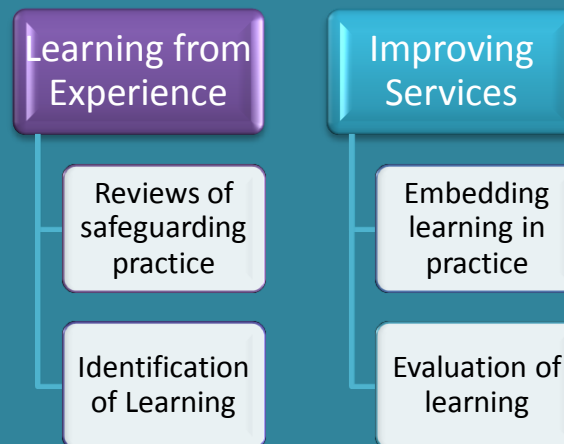 Learning from
Experience
Reviews of
safeguarding
practice
Identification
of Learning
Improving
Services
Embedding
learning in
practice
Evaluation of
learning